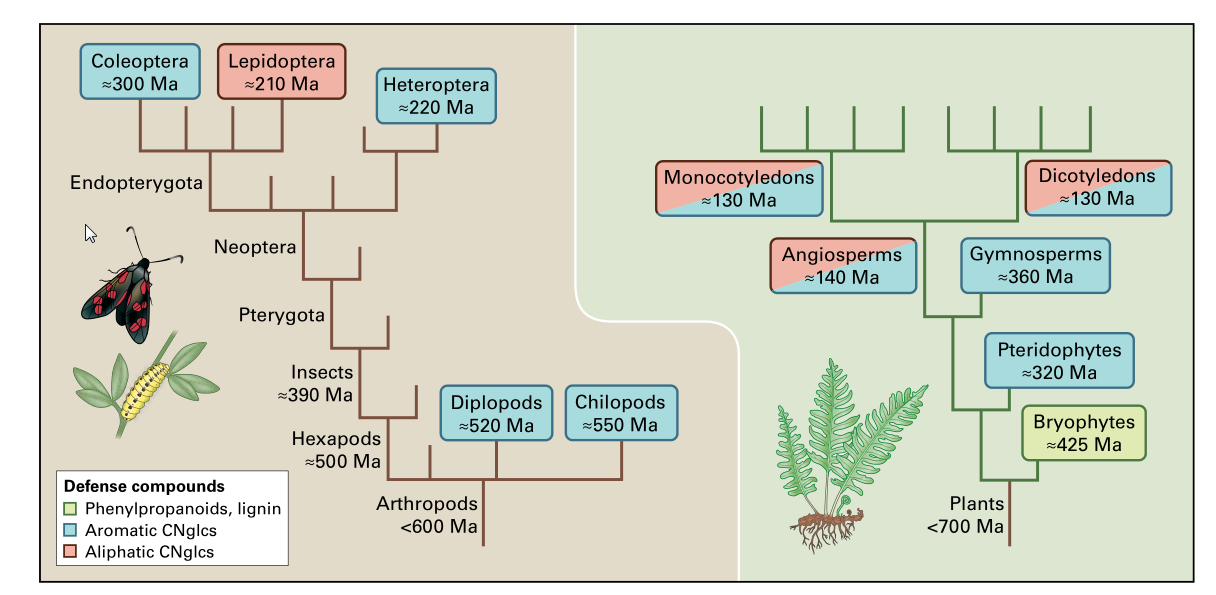 Coleoptera
≈300 Ma
Lepidoptera
≈210 Ma
Heteroptera
≈220 Ma
Endopterygota
Neoptera
Pterygota
Insects
≈390 Ma
Diplopods
≈520 Ma
Chilopods
≈550 Ma
Hexapods
≈500 Ma
Arthropods
<600 Ma
Defense compounds
Phenylpropanoids, lignin
Aromatic CNglcs
Aliphatic CNglcs
Monocotyledons
≈130 Ma
Dicotyledons
≈130 Ma
Angiosperms
≈140 Ma
Gymnosperms
≈360 Ma
Pteridophytes
≈320 Ma
Bryophytes
≈425 Ma
Plants
<700 Ma